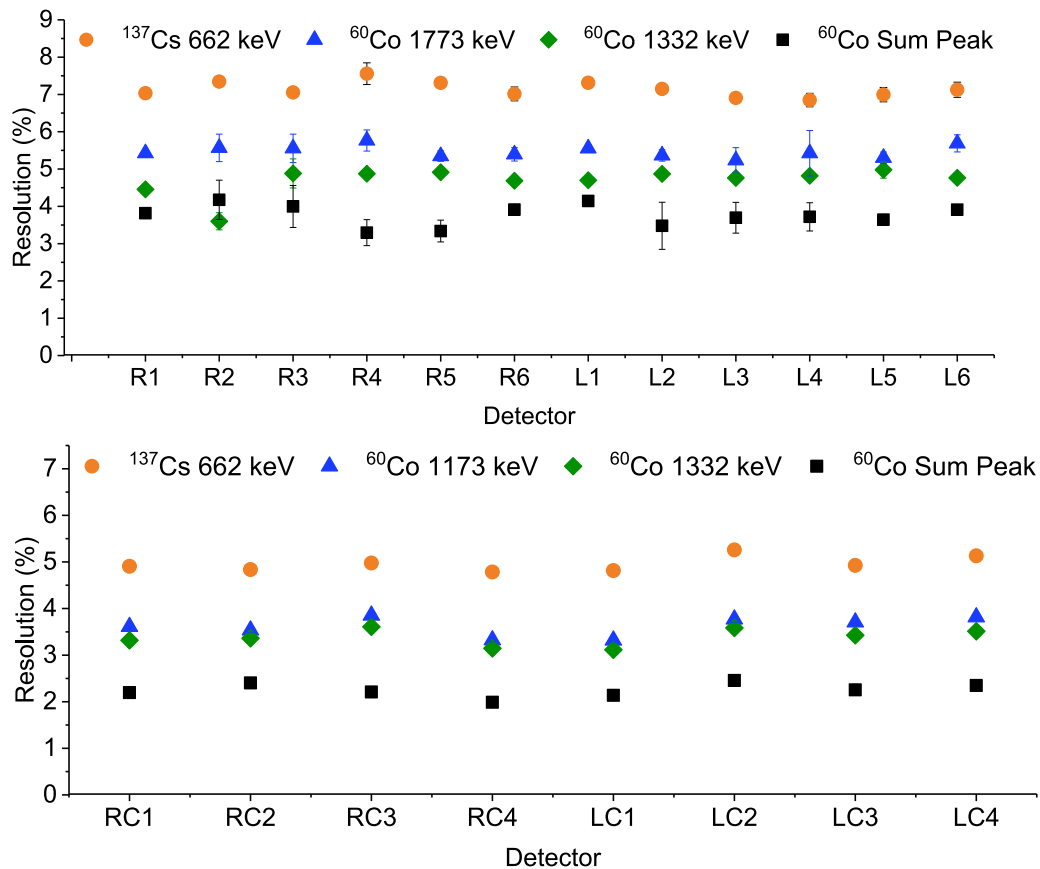 9
8
7
6
5
4
3
2
1
0
Resolution (%)
¹³⁷Cs 662 keV ⁶⁰Co 1773 keV ⁶⁰Co 1332 keV ⁶⁰Co Sum Peak
R1 R2 R3 R4 R5 R6 L1 L2 L3 L4 L5 L6
Detector
7
6
5
4
3
2
1
0
Resolution (%)
¹³⁷Cs 662 keV ⁶⁰Co 1173 keV ⁶⁰Co 1332 keV ⁶⁰Co Sum Peak
RC1 RC2 RC3 RC4 LC1 LC2 LC3 LC4
Detector